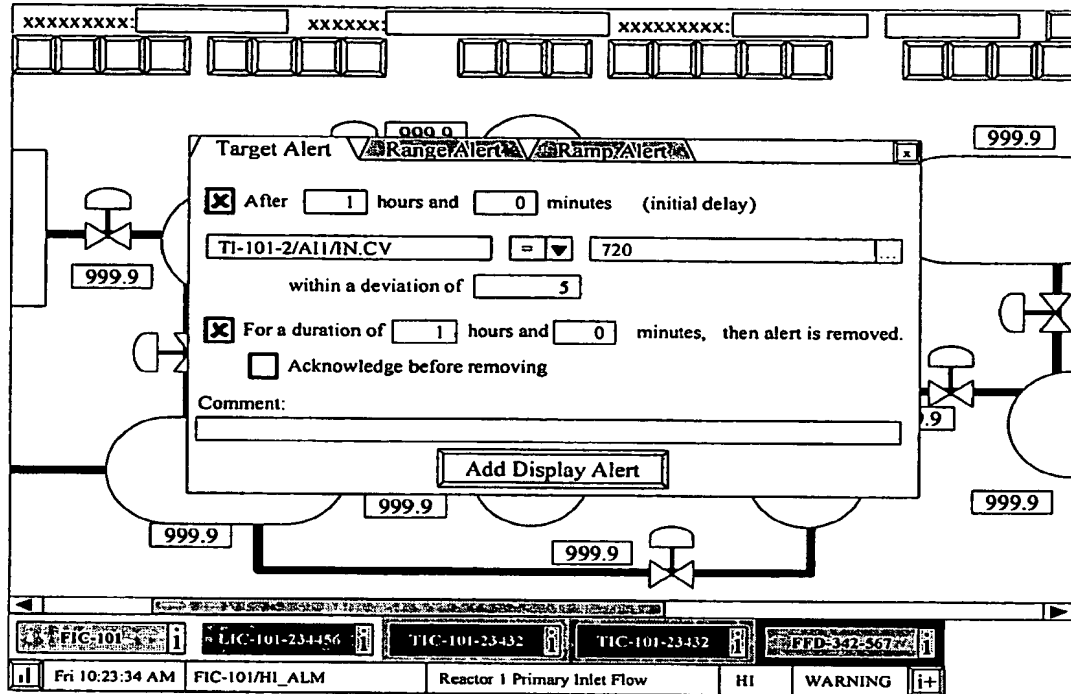 xxxxxxxxx: xxxxxx: xxxxxxxxx:
999.9 999.9
Target Alert Range Alert Ramp Alert x
After 1 hours and 0 minutes (initial delay)
TI-101-2/AI1/IN.CV = 720 ...
999.9
within a deviation of 5
For a duration of 1 hours and 0 minutes, then alert is removed.
Acknowledge before removing
Comment:
.9
Add Display Alert
999.9 999.9
999.9
999.9
FIC-101 i LIC-101-234456 i TIC-101-23432 i TIC-101-23432 i FFD-342-567 i
Fri 10:23:34 AM FIC-101/HI_ALM Reactor 1 Primary Inlet Flow HI WARNING i+